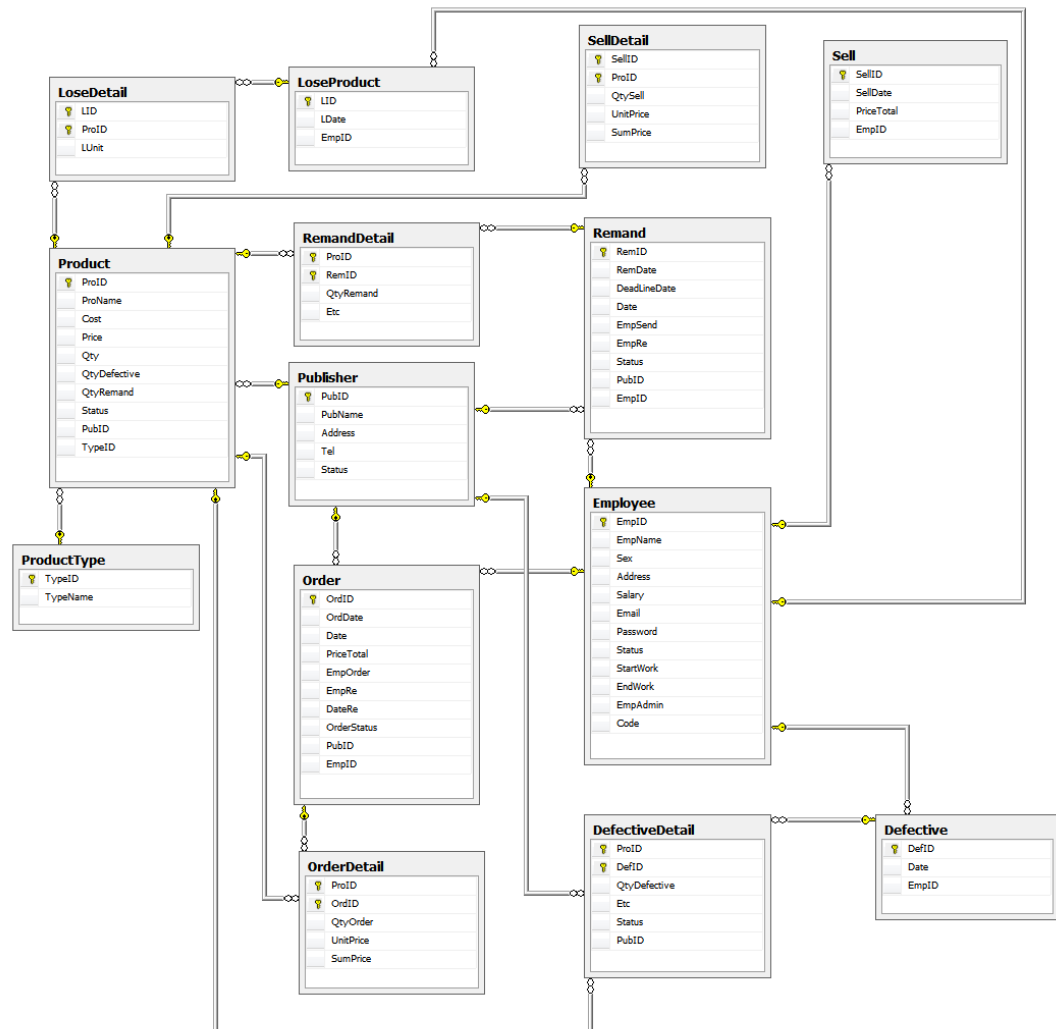 LoseDetail
LID
ProID
LUnit
LoseProduct
LID
LDate
EmpID
SellDetail
SellID
ProID
QtySell
UnitPrice
SumPrice
Sell
SellID
SellDate
PriceTotal
EmpID
Product
ProID
ProName
Cost
Price
Qty
QtyDefective
QtyRemand
Status
PubID
TypeID
RemandDetail
ProID
RemID
QtyRemand
Etc
Remand
RemID
RemDate
DeadLineDate
Date
EmpSend
EmpRe
Status
PubID
EmpID
Publisher
PubID
PubName
Address
Tel
Status
ProductType
TypeID
TypeName
Order
OrdID
OrdDate
Date
PriceTotal
EmpOrder
EmpRe
DateRe
OrderStatus
PubID
EmpID
Employee
EmpID
EmpName
Sex
Address
Salary
Email
Password
Status
StartWork
EndWork
EmpAdmin
Code
OrderDetail
ProID
OrdID
QtyOrder
UnitPrice
SumPrice
DefectiveDetail
ProID
DefID
QtyDefective
Etc
Status
PubID
Defective
DefID
Date
EmpID